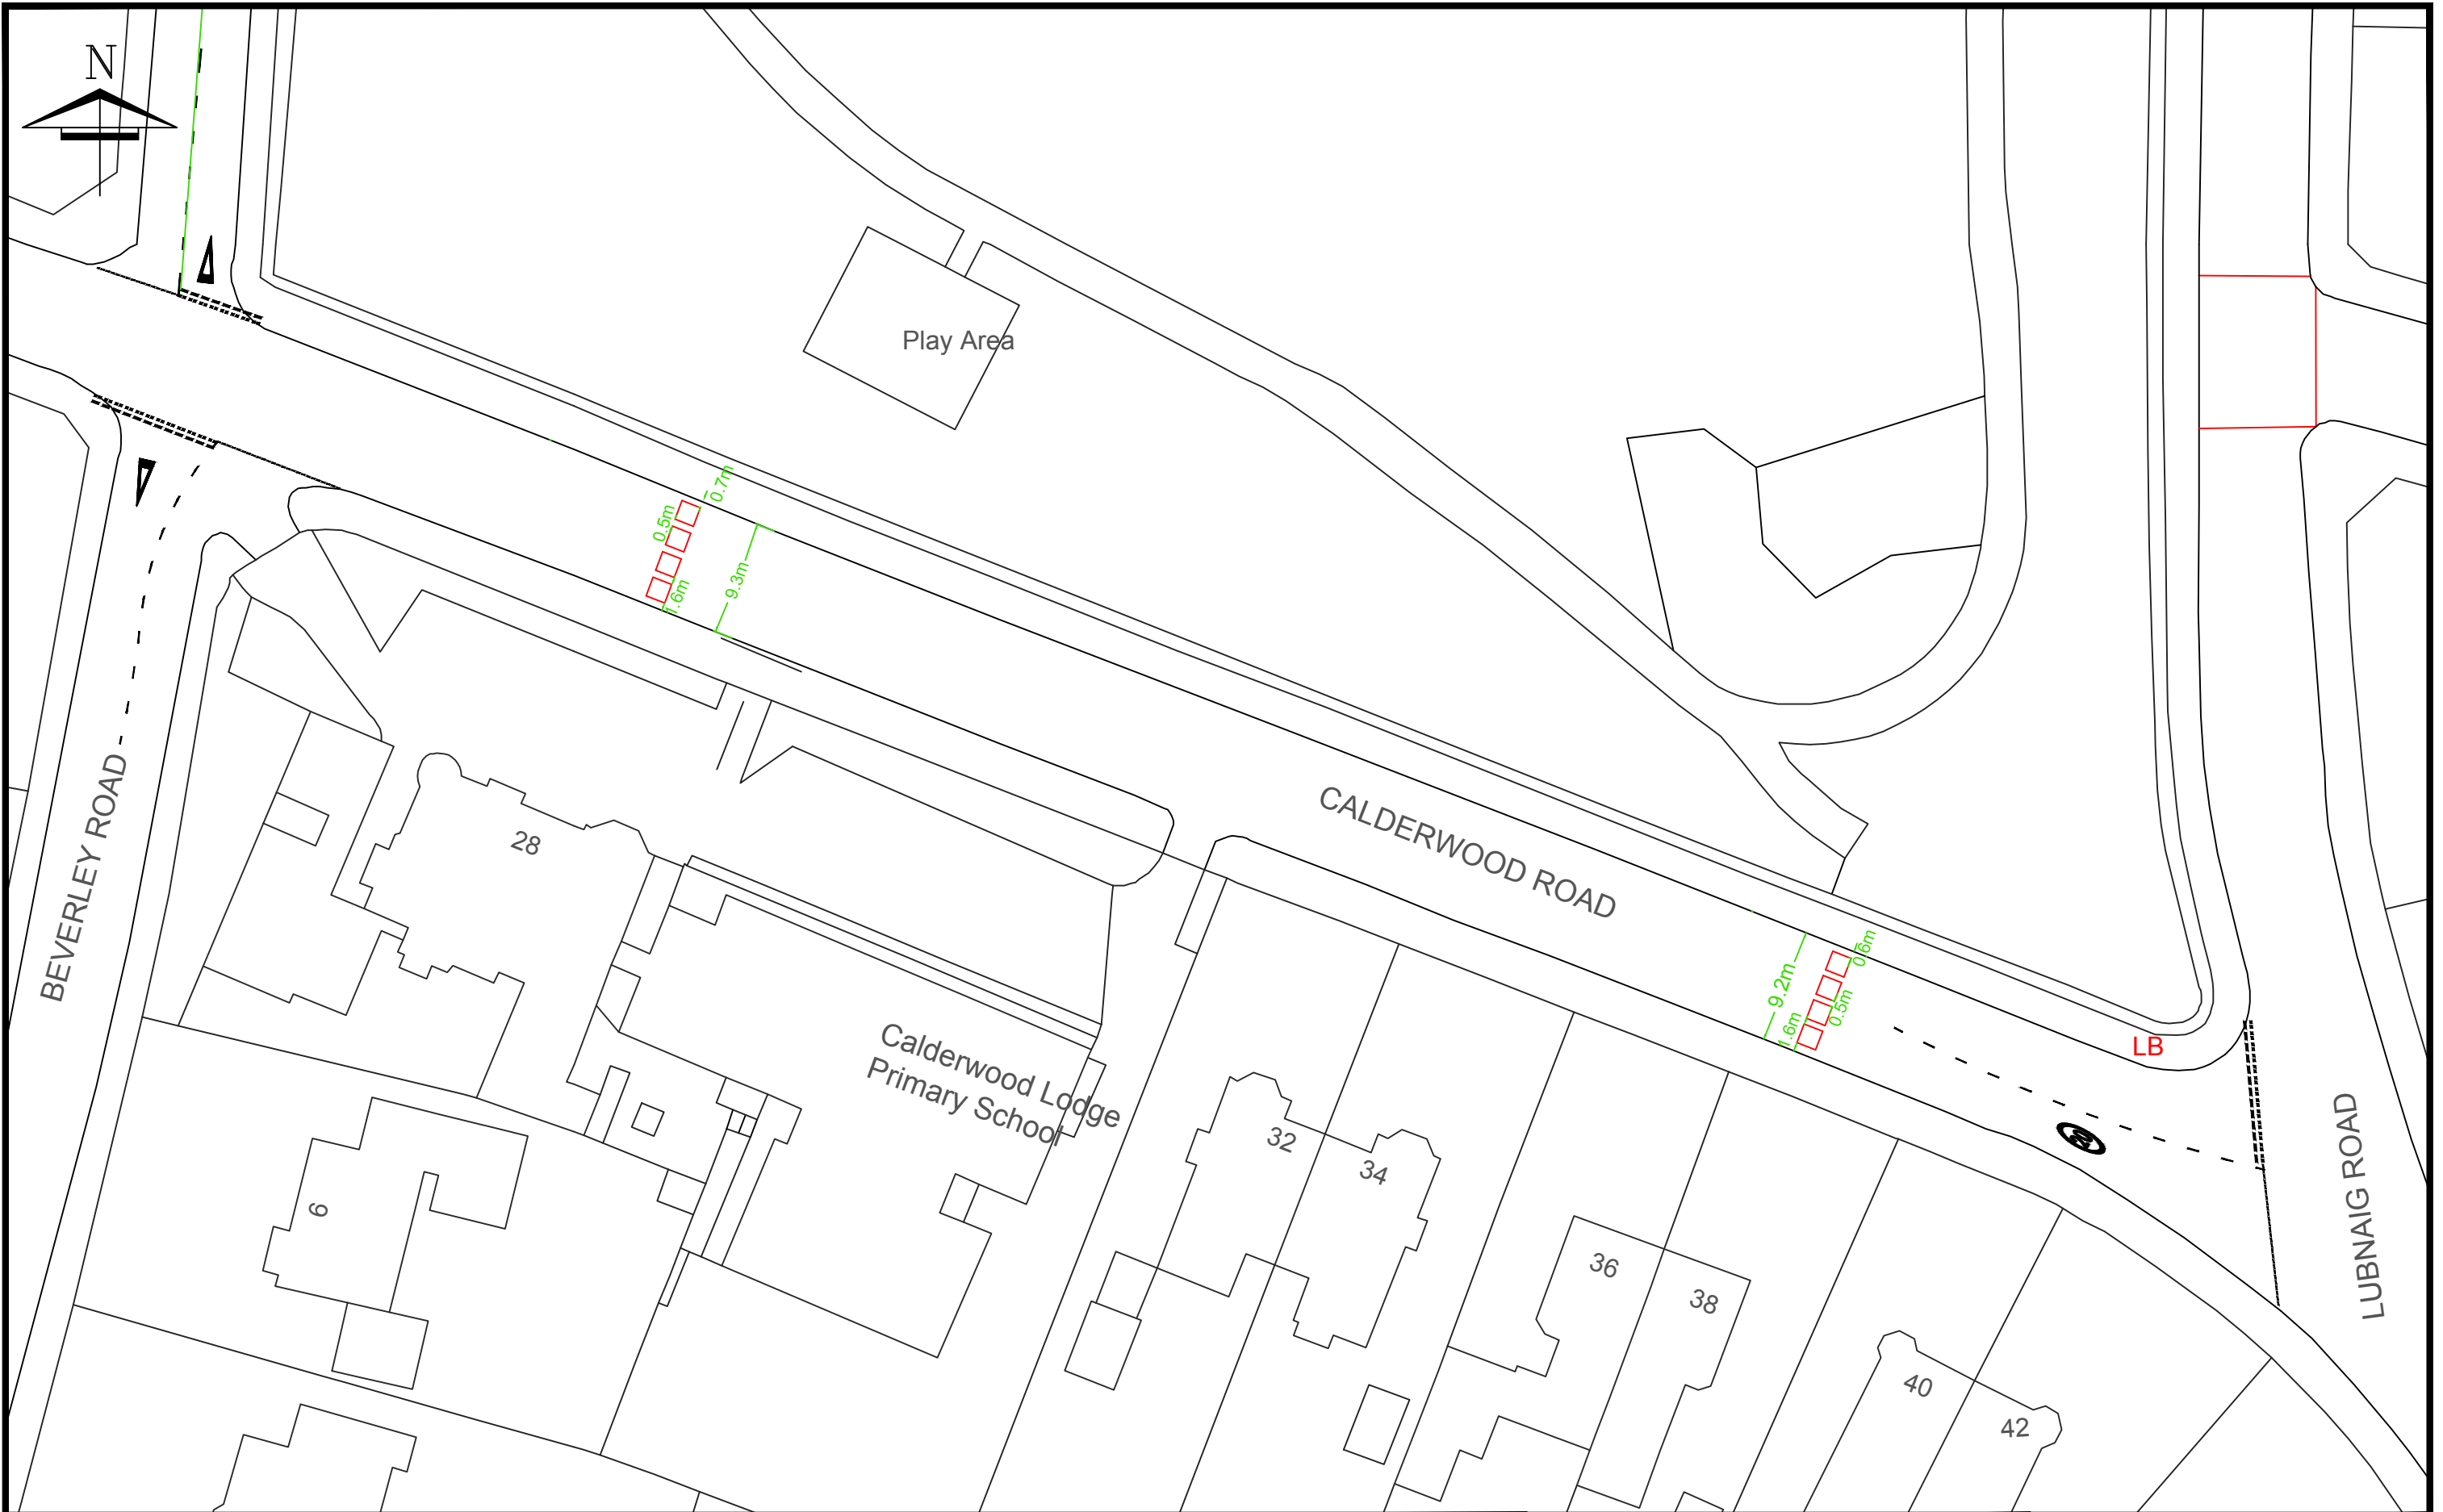 N
Play Area
0.7m
0.5m
1.6m
9.3m
BEVERLEY ROAD
28
CALDERWOOD ROAD
0.6m
9.2m
0.5m
1.6m
LB
Calderwood Lodge
Primary School
32
34
6
36
38
40
42
LUBNAIG ROAD